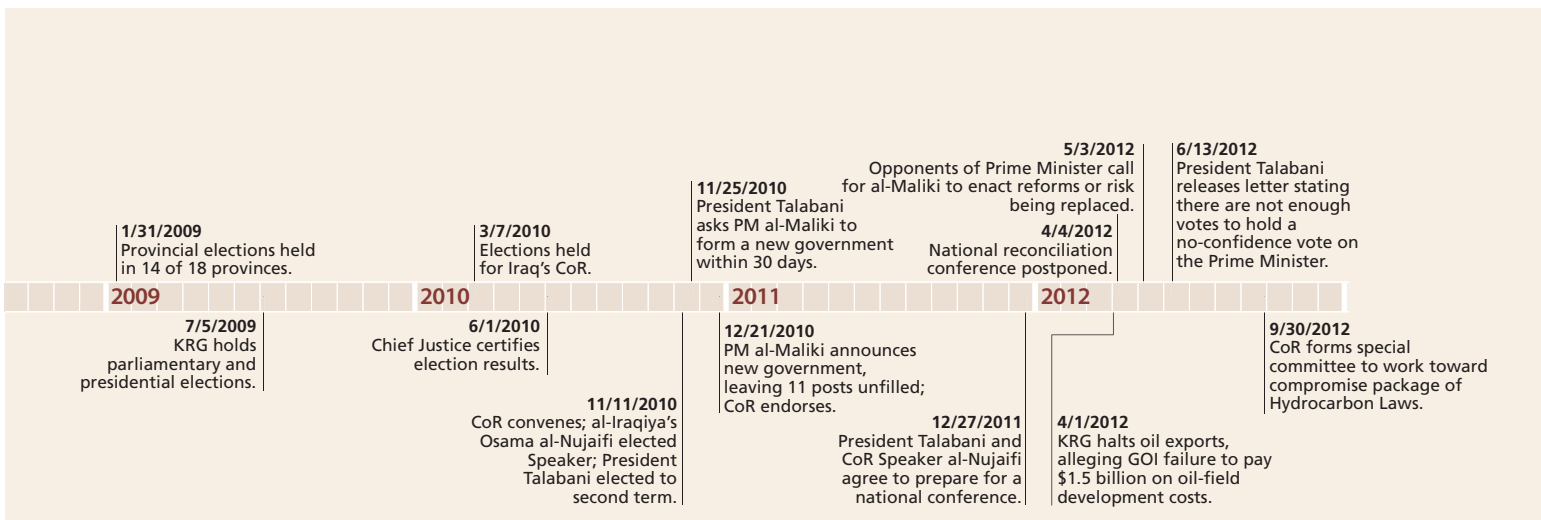 1/31/2009
Provincial elections held
in 14 of 18 provinces.
3/7/2010
Elections held
for Iraq's CoR.
11/25/2010
President Talabani
asks PM al-Maliki to
form a new government
within 30 days.
5/3/2012
Opponents of Prime Minister call
for al-Maliki to enact reforms or risk
being replaced.
4/4/2012
National reconciliation
conference postponed.
6/13/2012
President Talabani
releases letter stating
there are not enough
votes to hold a
no-confidence vote on
the Prime Minister.
2009
2010
2011
2012
7/5/2009
KRG holds
parliamentary and
presidential elections.
6/1/2010
Chief Justice certifies
election results.
11/11/2010
CoR convenes; al-Iraqiya's
Osama al-Nujaifi elected
Speaker; President
Talabani elected to
second term.
12/21/2010
PM al-Maliki announces
new government,
leaving 11 posts unfilled;
CoR endorses.
12/27/2011
President Talabani and
CoR Speaker al-Nujaifi
agree to prepare for a
national conference.
4/1/2012
KRG halts oil exports,
alleging GOI failure to pay
$1.5 billion on oil-field
development costs.
9/30/2012
CoR forms special
committee to work toward
compromise package of
Hydrocarbon Laws.